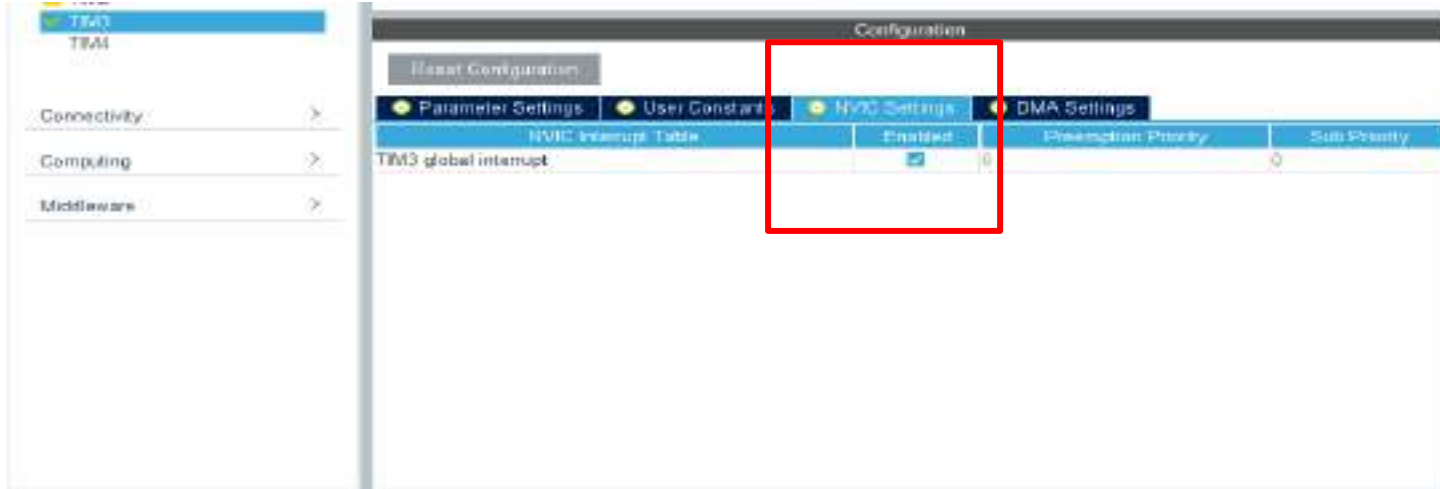 TIM3
TIM4
Connectivity >
Computing >
Middleware >
Configuration
Reset Configuration
Parameter Settings
User Constants
NVIC Settings
DMA Settings
NVIC Interrupt Table
Enabled
Preemption Priority
Sub Priority
TIM3 global interrupt
0
0